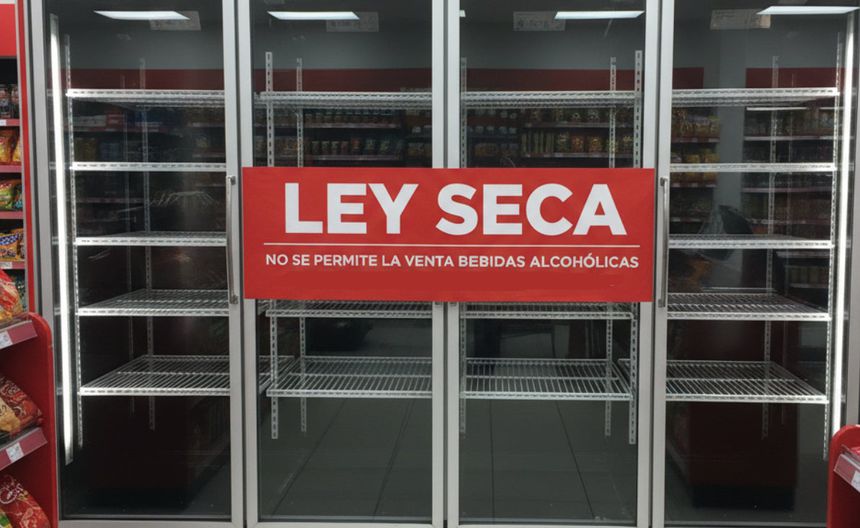 LEY SECA
NO SE PERMITE LA VENTA BEBIDAS ALCOHÓLICAS